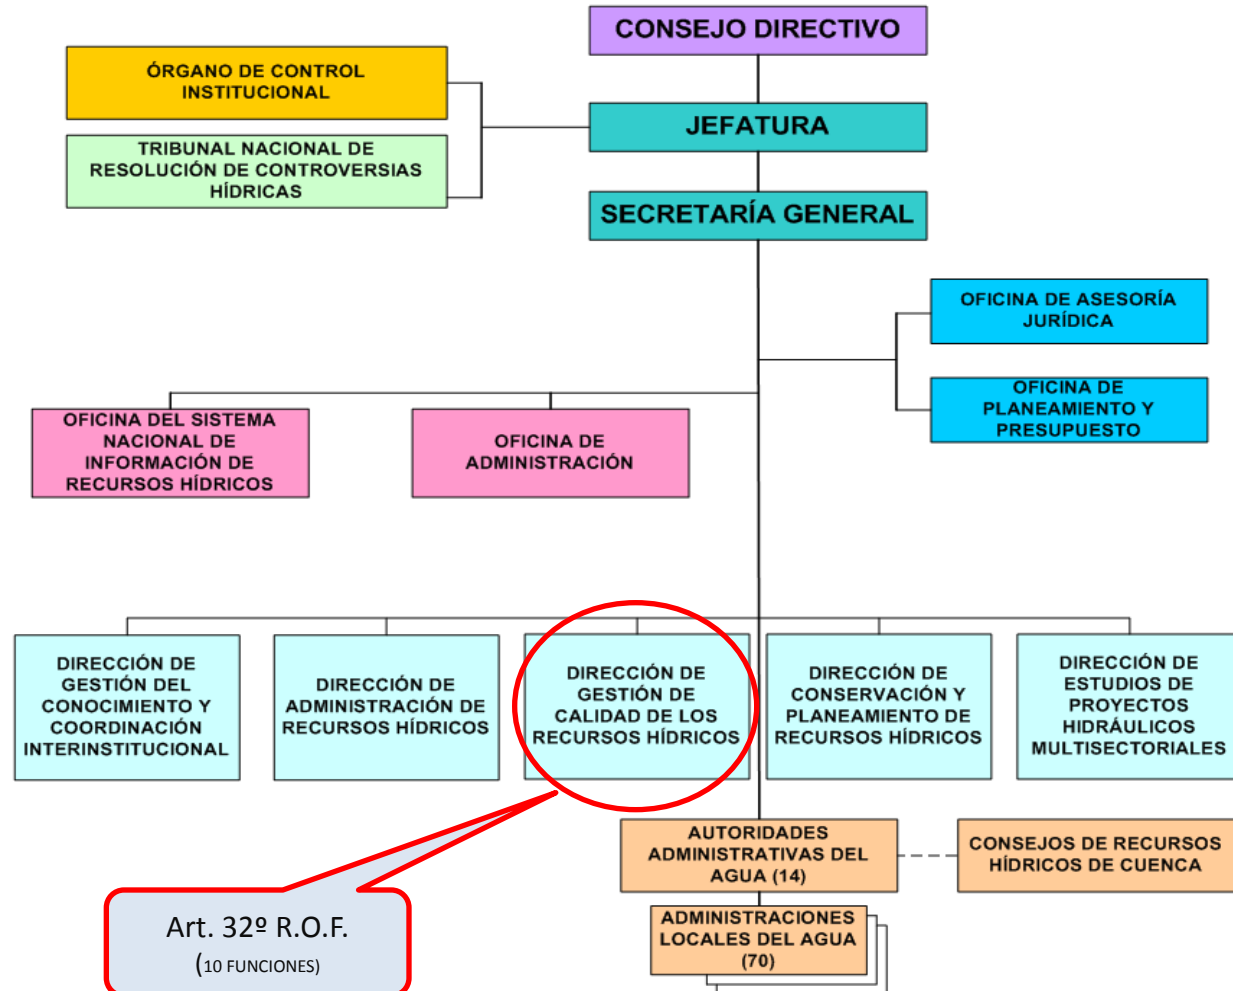 CONSEJO DIRECTIVO
ÓRGANO DE CONTROL
INSTITUCIONAL
JEFATURA
TRIBUNAL NACIONAL DE
RESOLUCIÓN DE CONTROVERSIAS
HÍDRICAS
SECRETARÍA GENERAL
OFICINA DE ASESORÍA
JURÍDICA
OFICINA DE
PLANEAMIENTO Y
PRESUPUESTO
OFICINA DEL SISTEMA
NACIONAL DE
INFORMACIÓN DE
RECURSOS HÍDRICOS
OFICINA DE
ADMINISTRACIÓN
DIRECCIÓN DE
GESTIÓN DEL
CONOCIMIENTO Y
COORDINACIÓN
INTERINSTITUCIONAL
DIRECCIÓN DE
ADMINISTRACIÓN DE
RECURSOS HÍDRICOS
DIRECCIÓN DE
GESTIÓN DE
CALIDAD DE LOS
RECURSOS HÍDRICOS
DIRECCIÓN DE
CONSERVACIÓN Y
PLANEAMIENTO DE
RECURSOS HÍDRICOS
DIRECCIÓN DE
ESTUDIOS DE
PROYECTOS
HIDRÁULICOS
MULTISECTORIALES
AUTORIDADES
ADMINISTRATIVAS DEL
AGUA (14)
CONSEJOS DE RECURSOS
HÍDRICOS DE CUENCA
ADMINISTRACIONES
LOCALES DEL AGUA
(70)
Art. 32º R.O.F.
(10 FUNCIONES)